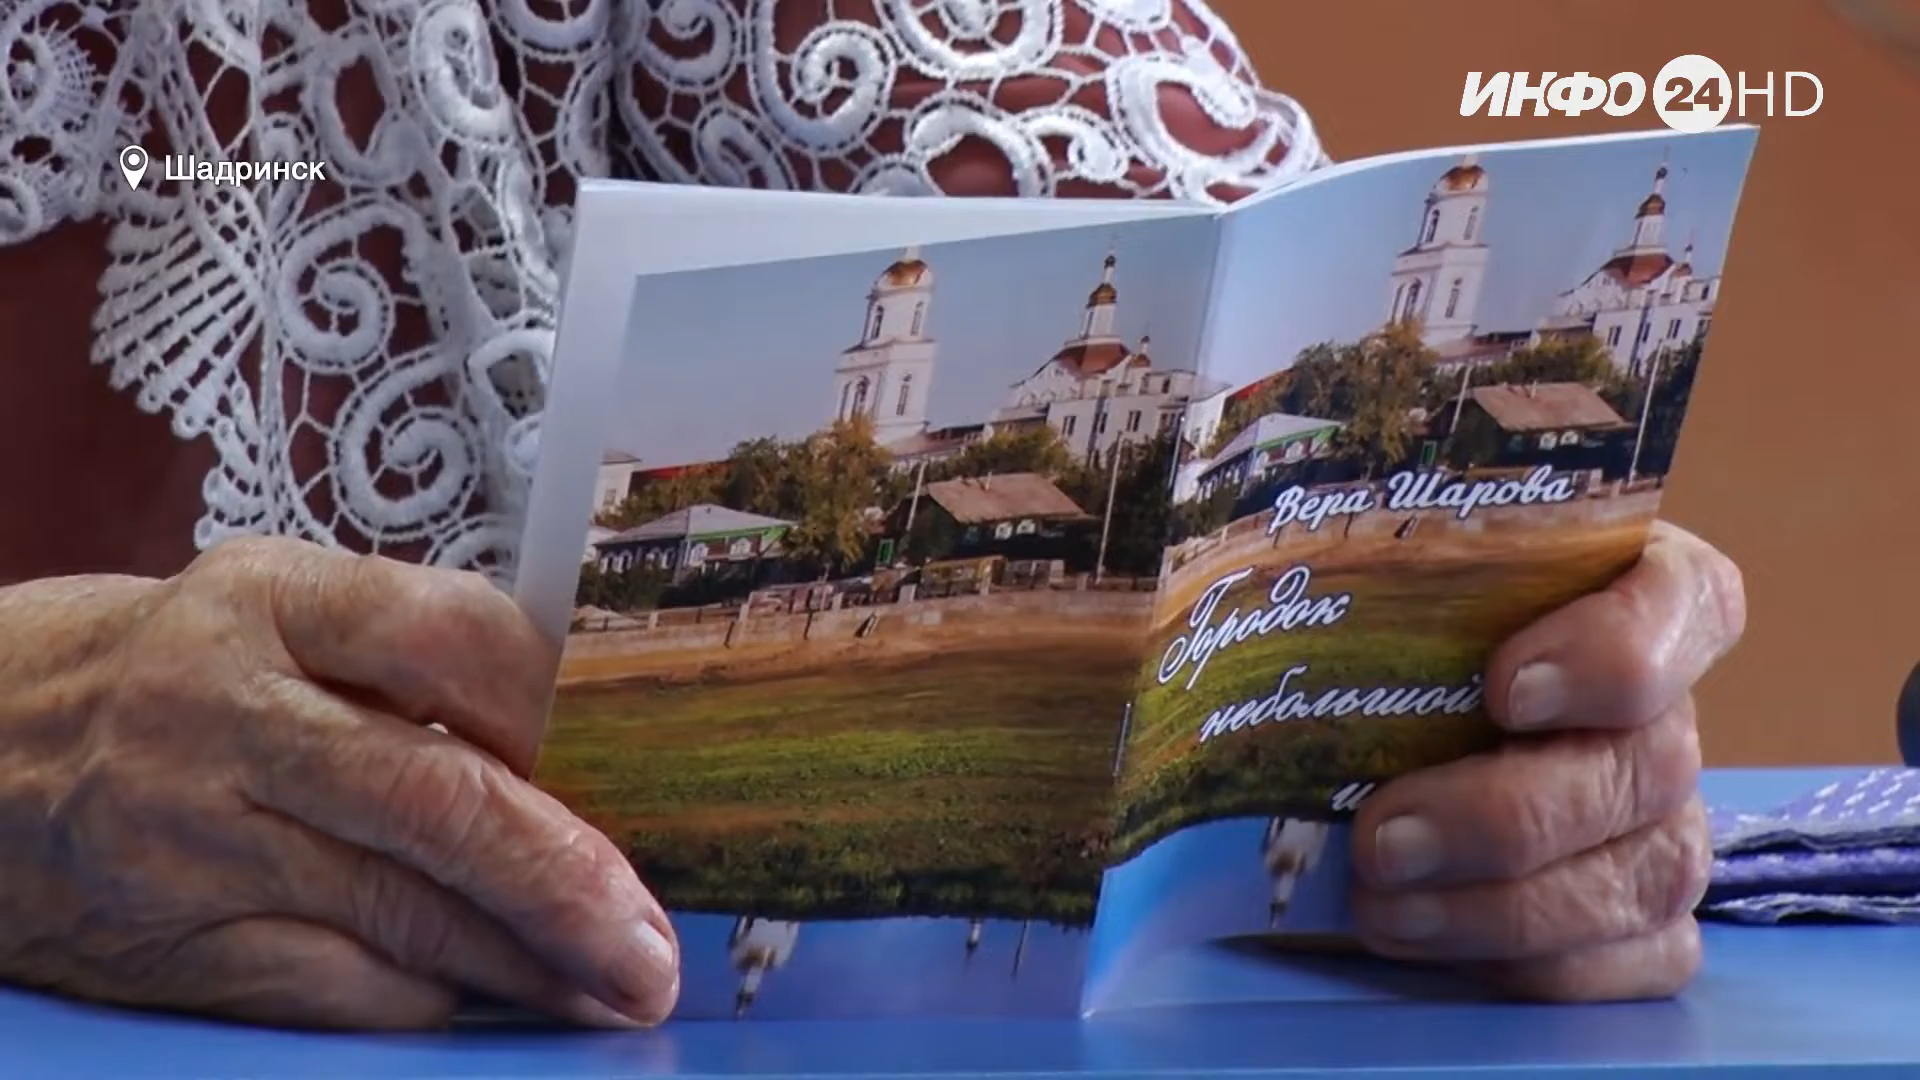 ИНФО 24 HD
Шадринск
Вера Шарова
Городок
небольшой
и